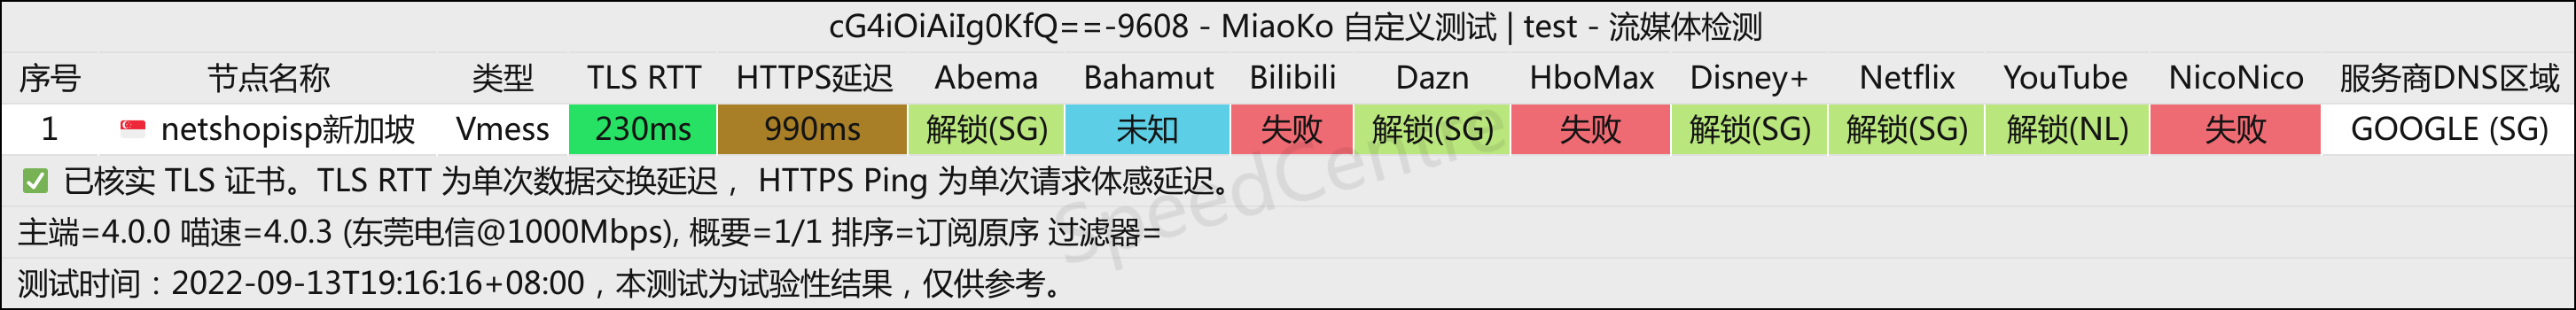 cG4iOiAiIg0KfQ==-9608 - MiaoKo 自定义测试 | test - 流媒体检测
序号 节点名称 类型 TLS RTT HTTPS延迟 Abema Bahamut Bilibili Dazn HboMax Disney+ Netflix YouTube NicoNico 服务商DNS区域
1 netshopisp新加坡 Vmess 230ms 990ms 解锁(SG) 未知 失败 解锁(SG) 失败 解锁(SG) 解锁(SG) 解锁(NL) 失败 GOOGLE (SG)
✅ 已核实 TLS 证书。TLS RTT 为单次数据交换延迟， HTTPS Ping 为单次请求体感延迟。
主端=4.0.0 喵速=4.0.3 (东莞电信@1000Mbps), 概要=1/1 排序=订阅原序 过滤器=
测试时间：2022-09-13T19:16:16+08:00，本测试为试验性结果，仅供参考。
SpeedCentre